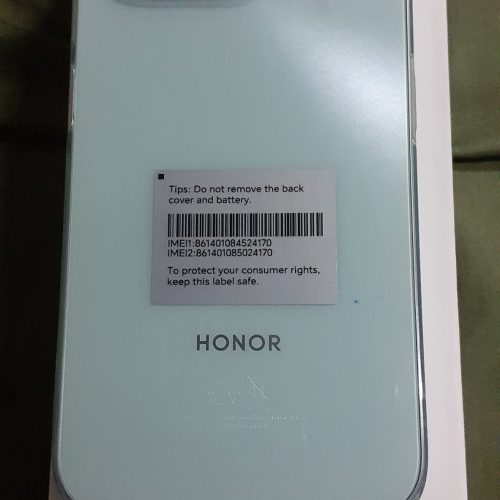 Tips: Do not remove the back
cover and battery.
IMEI1:861401084524170
IMEI2:861401085024170
To protect your consumer rights,
keep this label safe.
HONOR